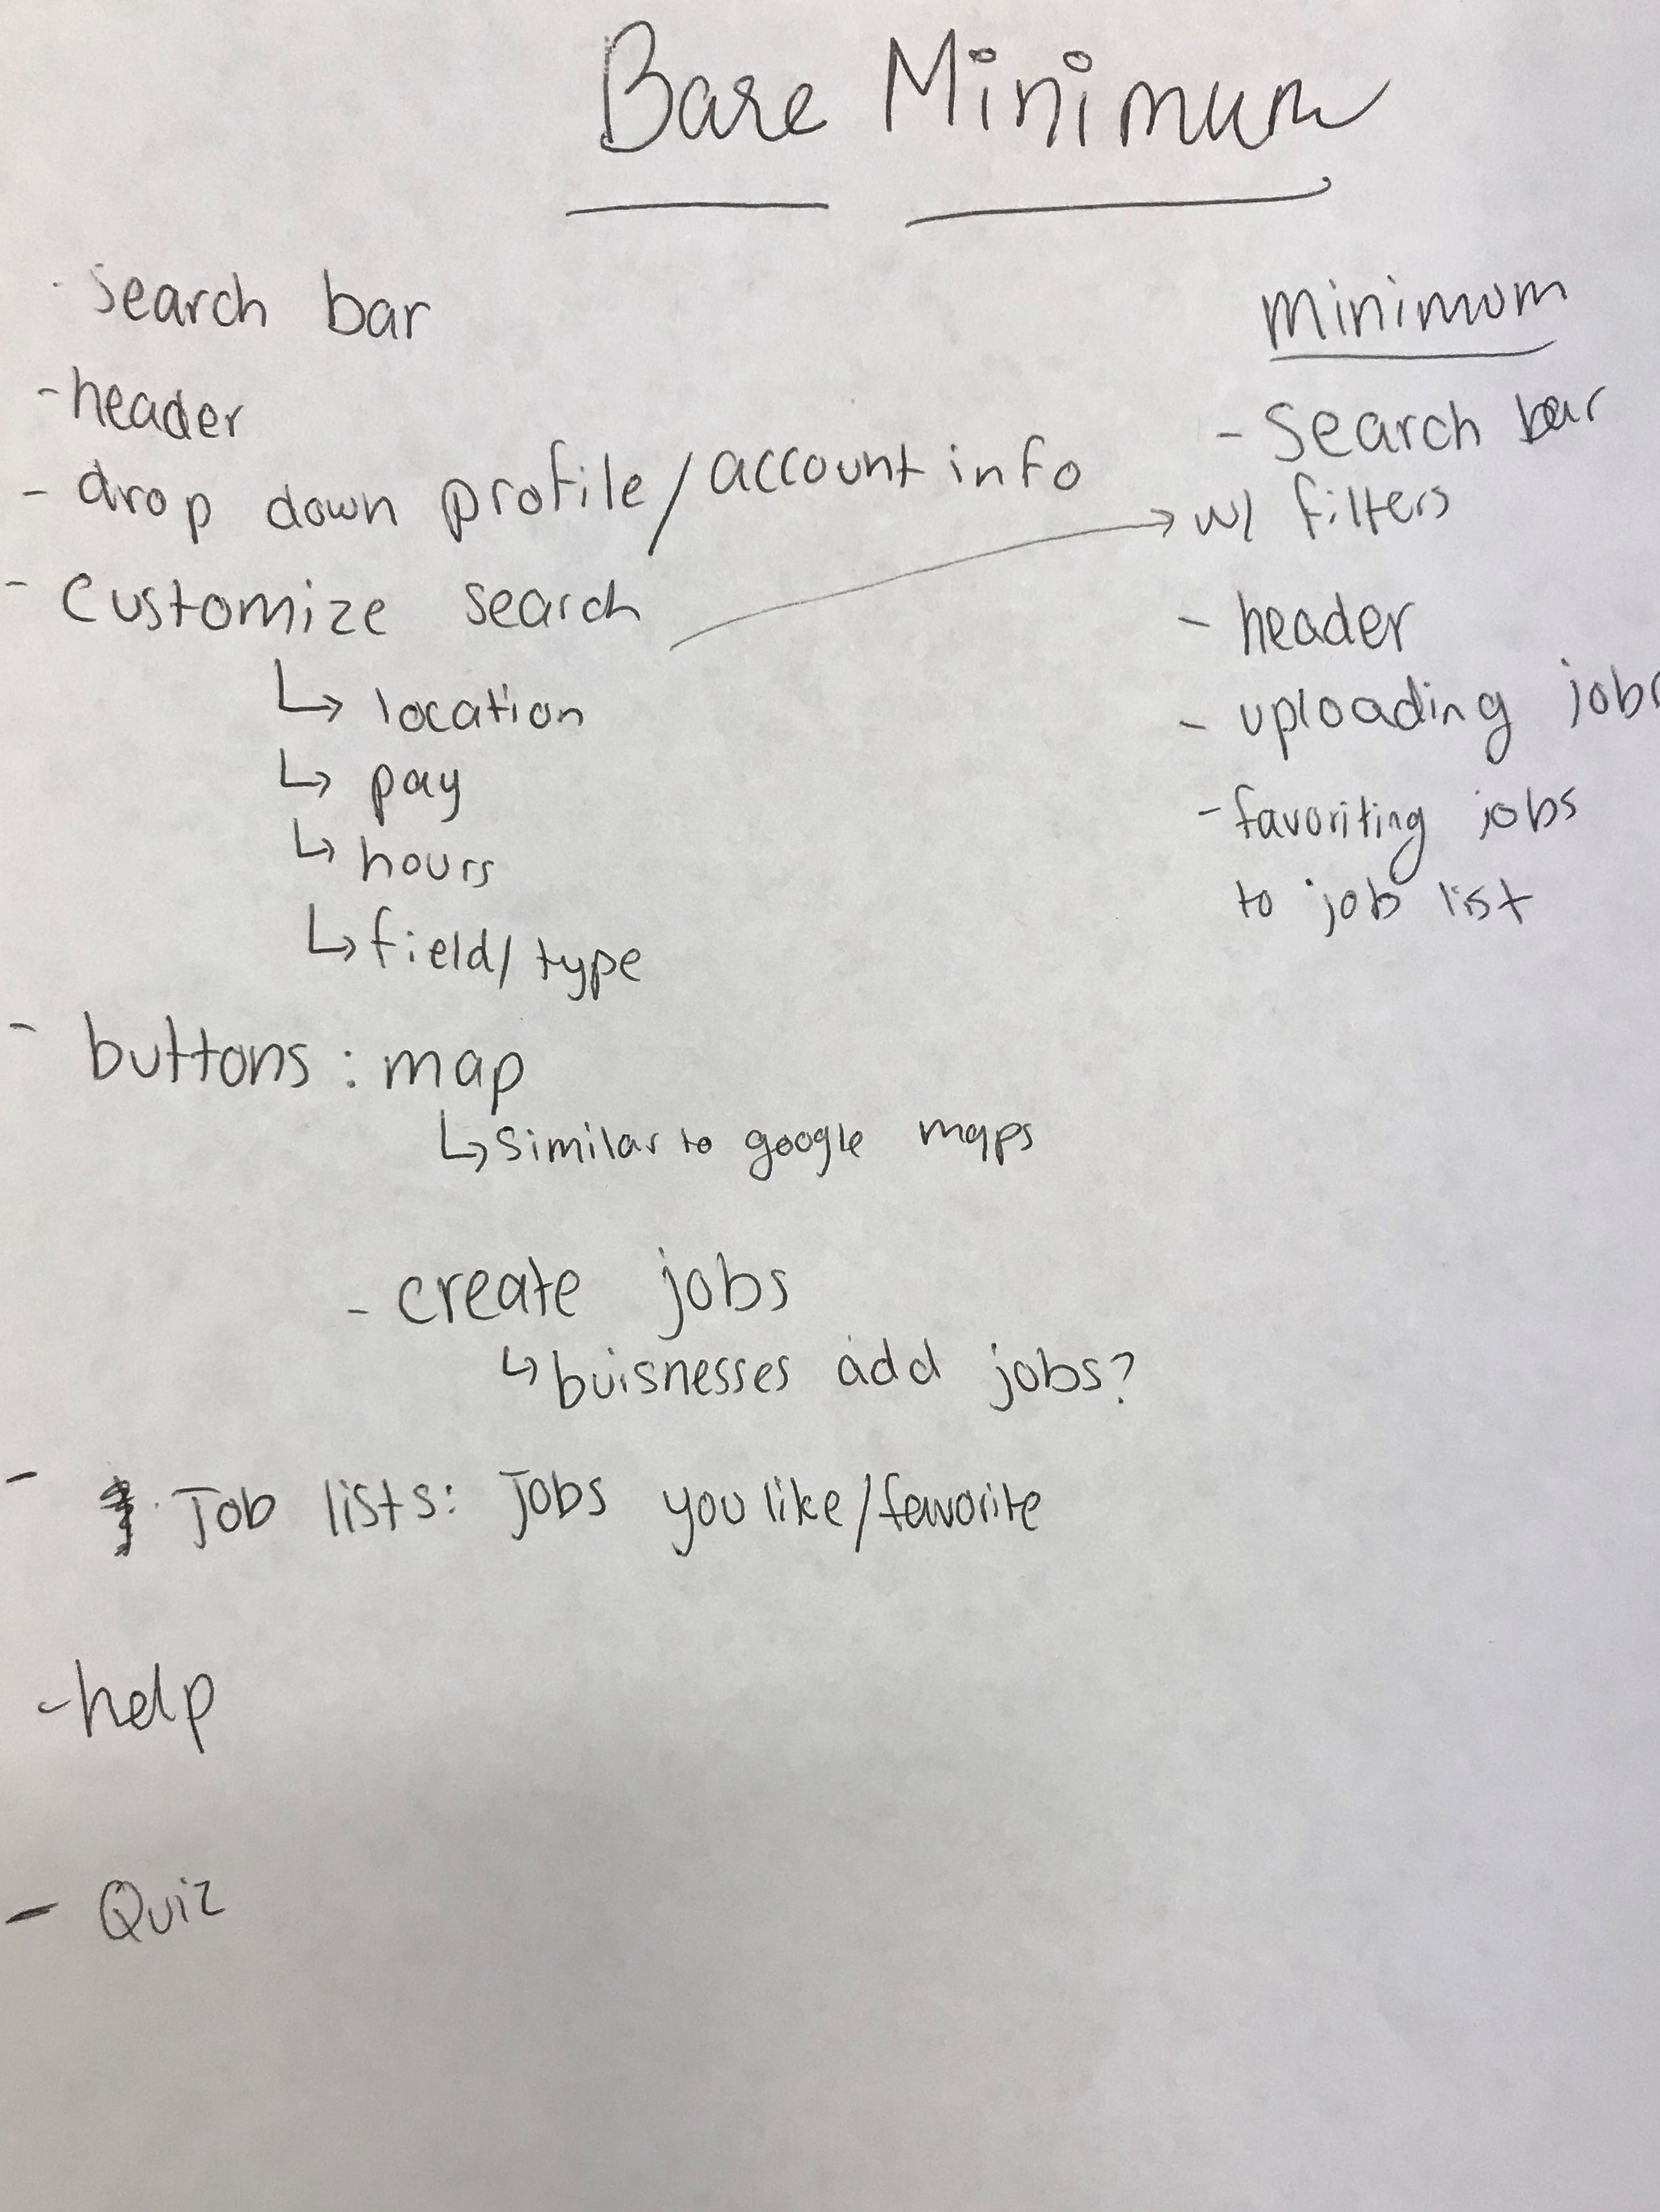 Bare Minimum
- search bar
- header
- drop down profile/account info
- customize search
↳ location
↳ pay
↳ hours
↳ field/type
- buttons: map
↳ similar to google maps
- create jobs
↳ buisnesses add jobs?
- Job lists: Jobs you like/favorite
- help
- Quiz
minimum
- Search bar
→ w/ filters
- header
- uploading jobs
- favoriting jobs
to job list